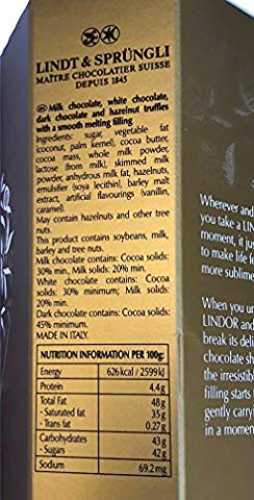 LINDT & SPRÜNGLI
MAÎTRE CHOCOLATIER SUISSE
DEPUIS 1845
Milk chocolate, white chocolate,
dark chocolate and hazelnut truffles
with a smooth melting filling
Ingredients: sugar, vegetable fat
(coconut, palm kernel), cocoa butter,
cocoa mass, whole milk powder,
lactose from milk), skimmed milk
powder, anhydrous milk fat, hazelnuts,
emulsifier (soya lecithin), barley malt
extract, artificial flavourings (vanillin,
caramel).
May contain hazelnuts and other tree
nuts.
This product contains soybeans, milk,
barley and tree nuts.
Milk chocolate contains: Cocoa solids:
30% min., Milk solids: 20% min.
White chocolate contains: Cocoa
solids: 30% minimum; Milk solids:
20% min.
Dark chocolate contains: Cocoa solids:
45% minimum.
MADE IN ITALY.
NUTRITION INFORMATION PER 100g:
Energy 626 kcal / 2599 kJ
Protein 4.4g
Total Fat 48g
- Saturated fat 35g
- Trans fat 0.27g
Carbohydrates 43g
- Sugars 42g
Sodium 69.2mg
Wherever and
you take a LIN
moment, it jus
to make life f
more sublime
When you un
LINDOR and
break its deli
chocolate sh
the irresistibl
filling starts
gently carryi
in a momen